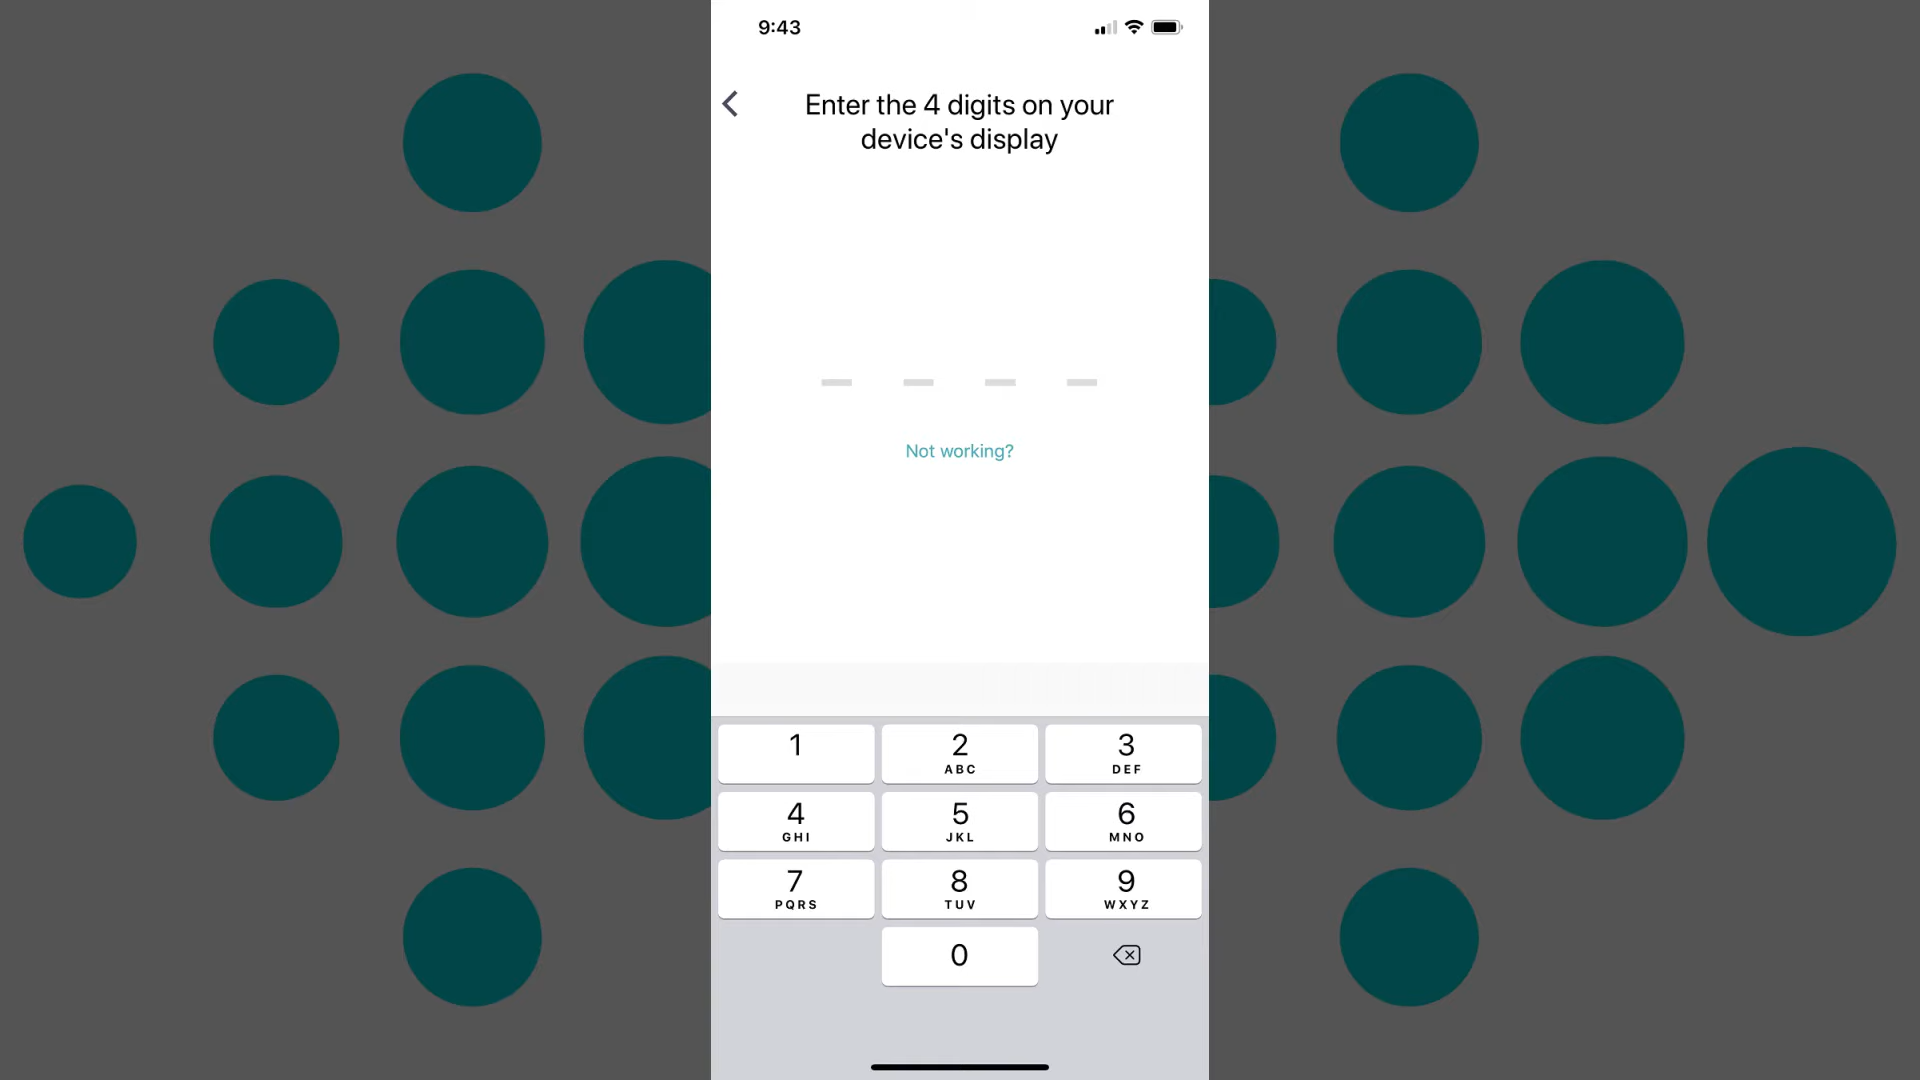 9:43
Enter the 4 digits on your
device's display
Not working?
1
2
ABC
3
DEF
4
GHI
5
JKL
6
MNO
7
PQRS
8
TUV
9
WXYZ
0